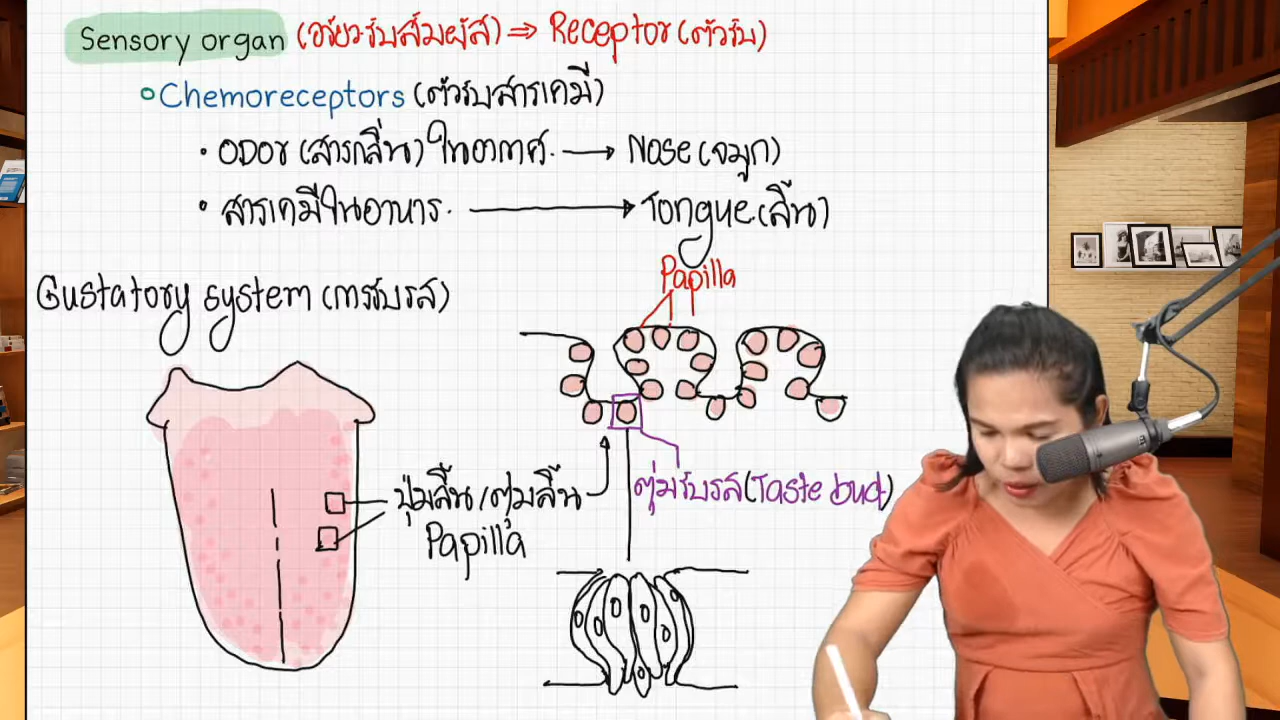 Sensory organ (อวัยวะรับสัมผัส) ⇒ Receptor (ตัวรับ)
Chemoreceptors (ตัวรับสารเคมี)
• ODOR (สารกลิ่น) ในอากาศ → Nose (จมูก)
• สารเคมีในอาหาร → Tongue (ลิ้น)
Papilla
Gustatory system (การรับรส)
ปุ่มลิ้น/ตุ่มลิ้น
Papilla
ตุ่มรับรส (Taste bud)